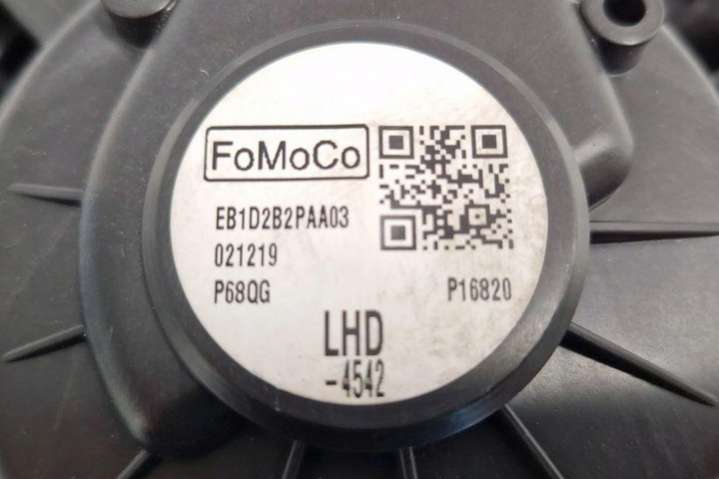 FoMoCo
EB1D2B2PAA03
021219
P68QG P16820
LHD
-4542